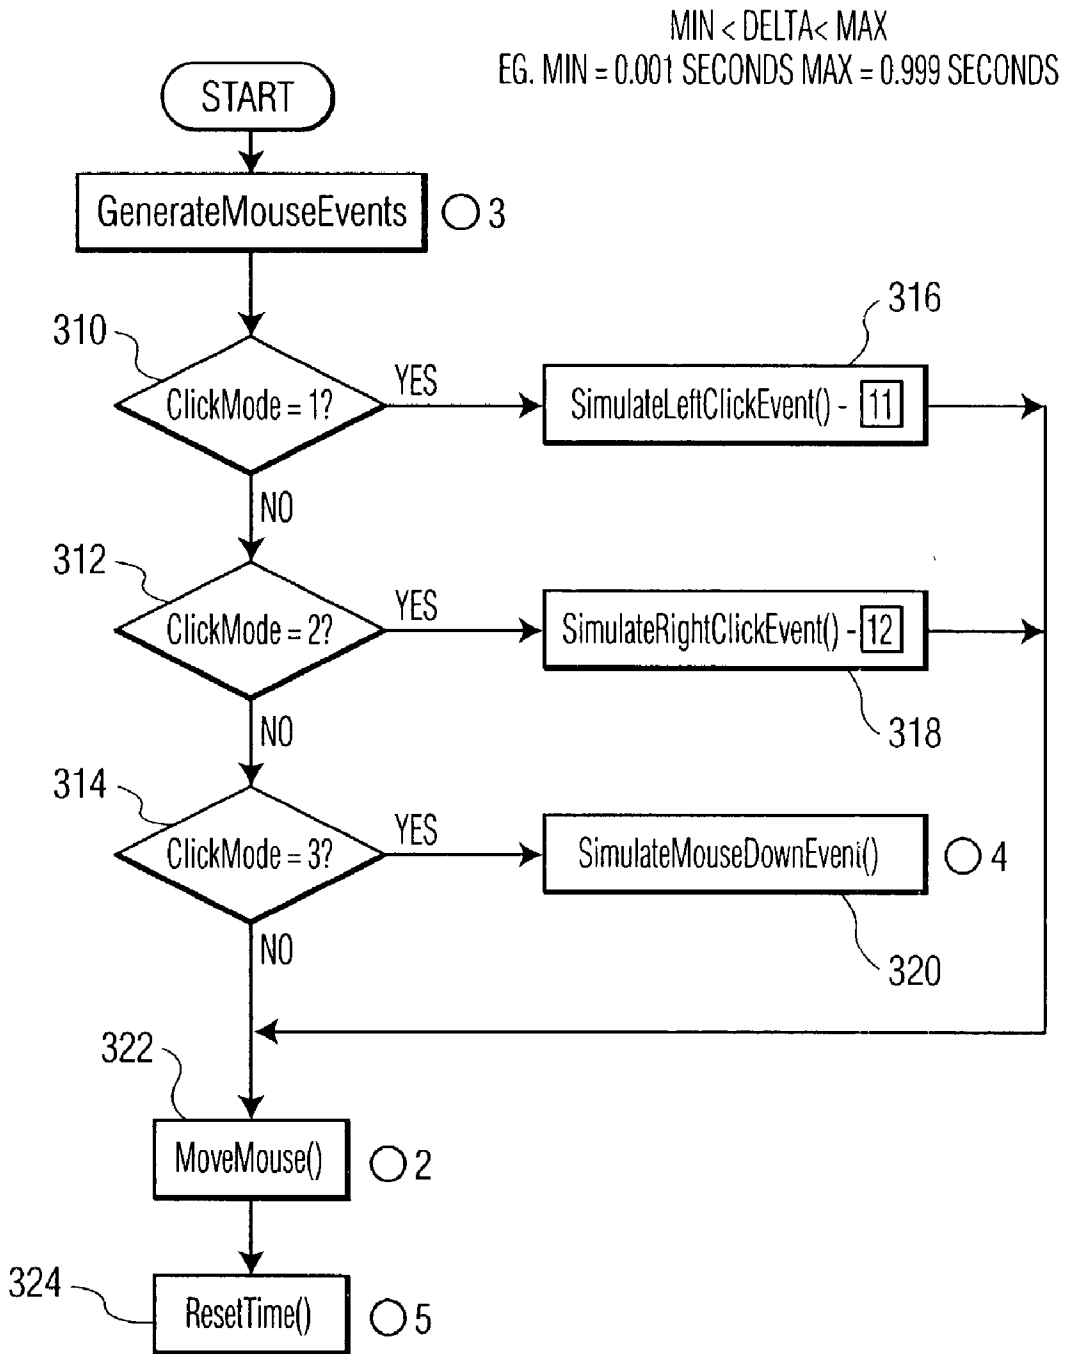 MIN < DELTA< MAX
EG. MIN = 0.001 SECONDS MAX = 0.999 SECONDS
START
GenerateMouseEvents
3
310
ClickMode = 1?
YES
316
SimulateLeftClickEvent() - 11
NO
312
ClickMode = 2?
YES
SimulateRightClickEvent() - 12
318
NO
314
ClickMode = 3?
YES
SimulateMouseDownEvent()
4
320
NO
322
MoveMouse()
2
324
ResetTime()
5